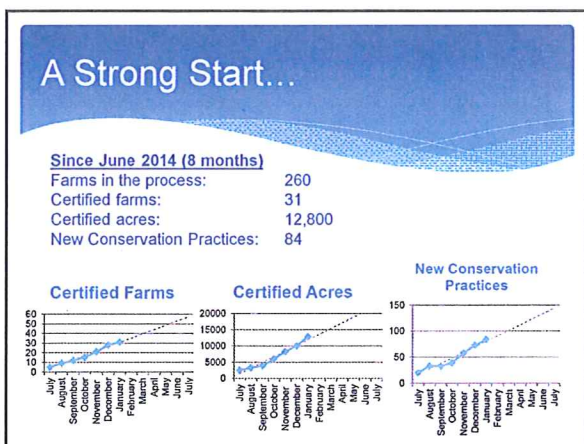 A Strong Start...
Since June 2014 (8 months)
Farms in the process: 260
Certified farms: 31
Certified acres: 12,800
New Conservation Practices: 84
Certified Farms
60
50
40
30
20
10
0
July
August
September
October
November
December
January
February
March
April
May
June
July
Certified Acres
20000
15000
10000
5000
0
July
August
September
October
November
December
January
February
March
April
May
June
July
New Conservation
Practices
150
100
50
0
July
August
September
October
November
December
January
February
March
April
May
June
July